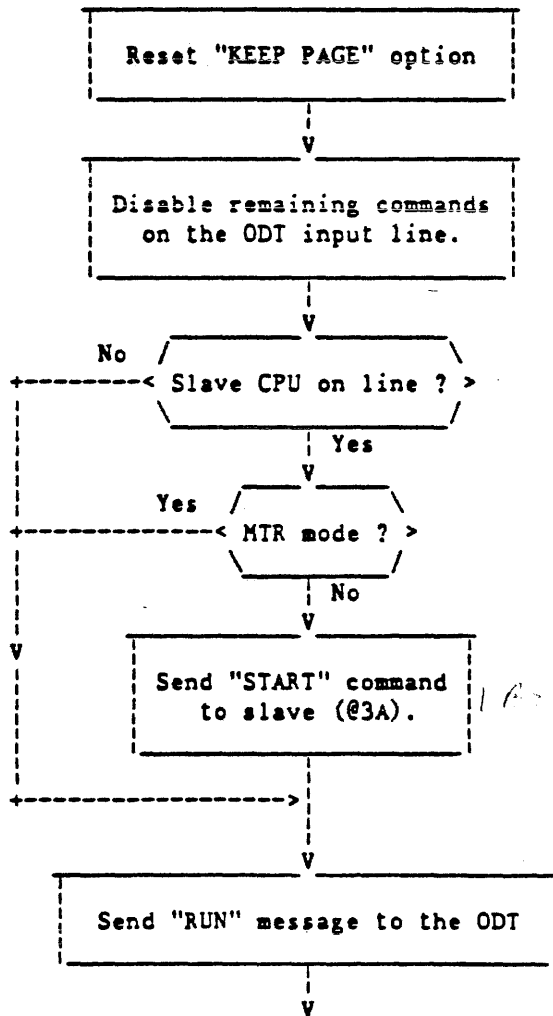 Reset "KEEP PAGE" option
V
Disable remaining commands
on the ODT input line.
V
No
Slave CPU on line ?
Yes
V
Yes
MTR mode ?
No
V
V
Send "START" command
to slave (@3A).
V
Send "RUN" message to the ODT
V